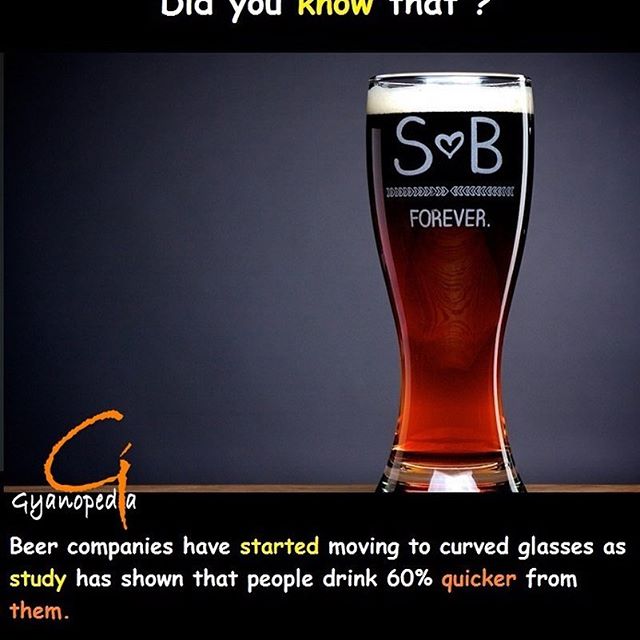 Did you know that ?
S♡B
FOREVER.
Gyanopedia
Beer companies have started moving to curved glasses as
study has shown that people drink 60% quicker from
them.